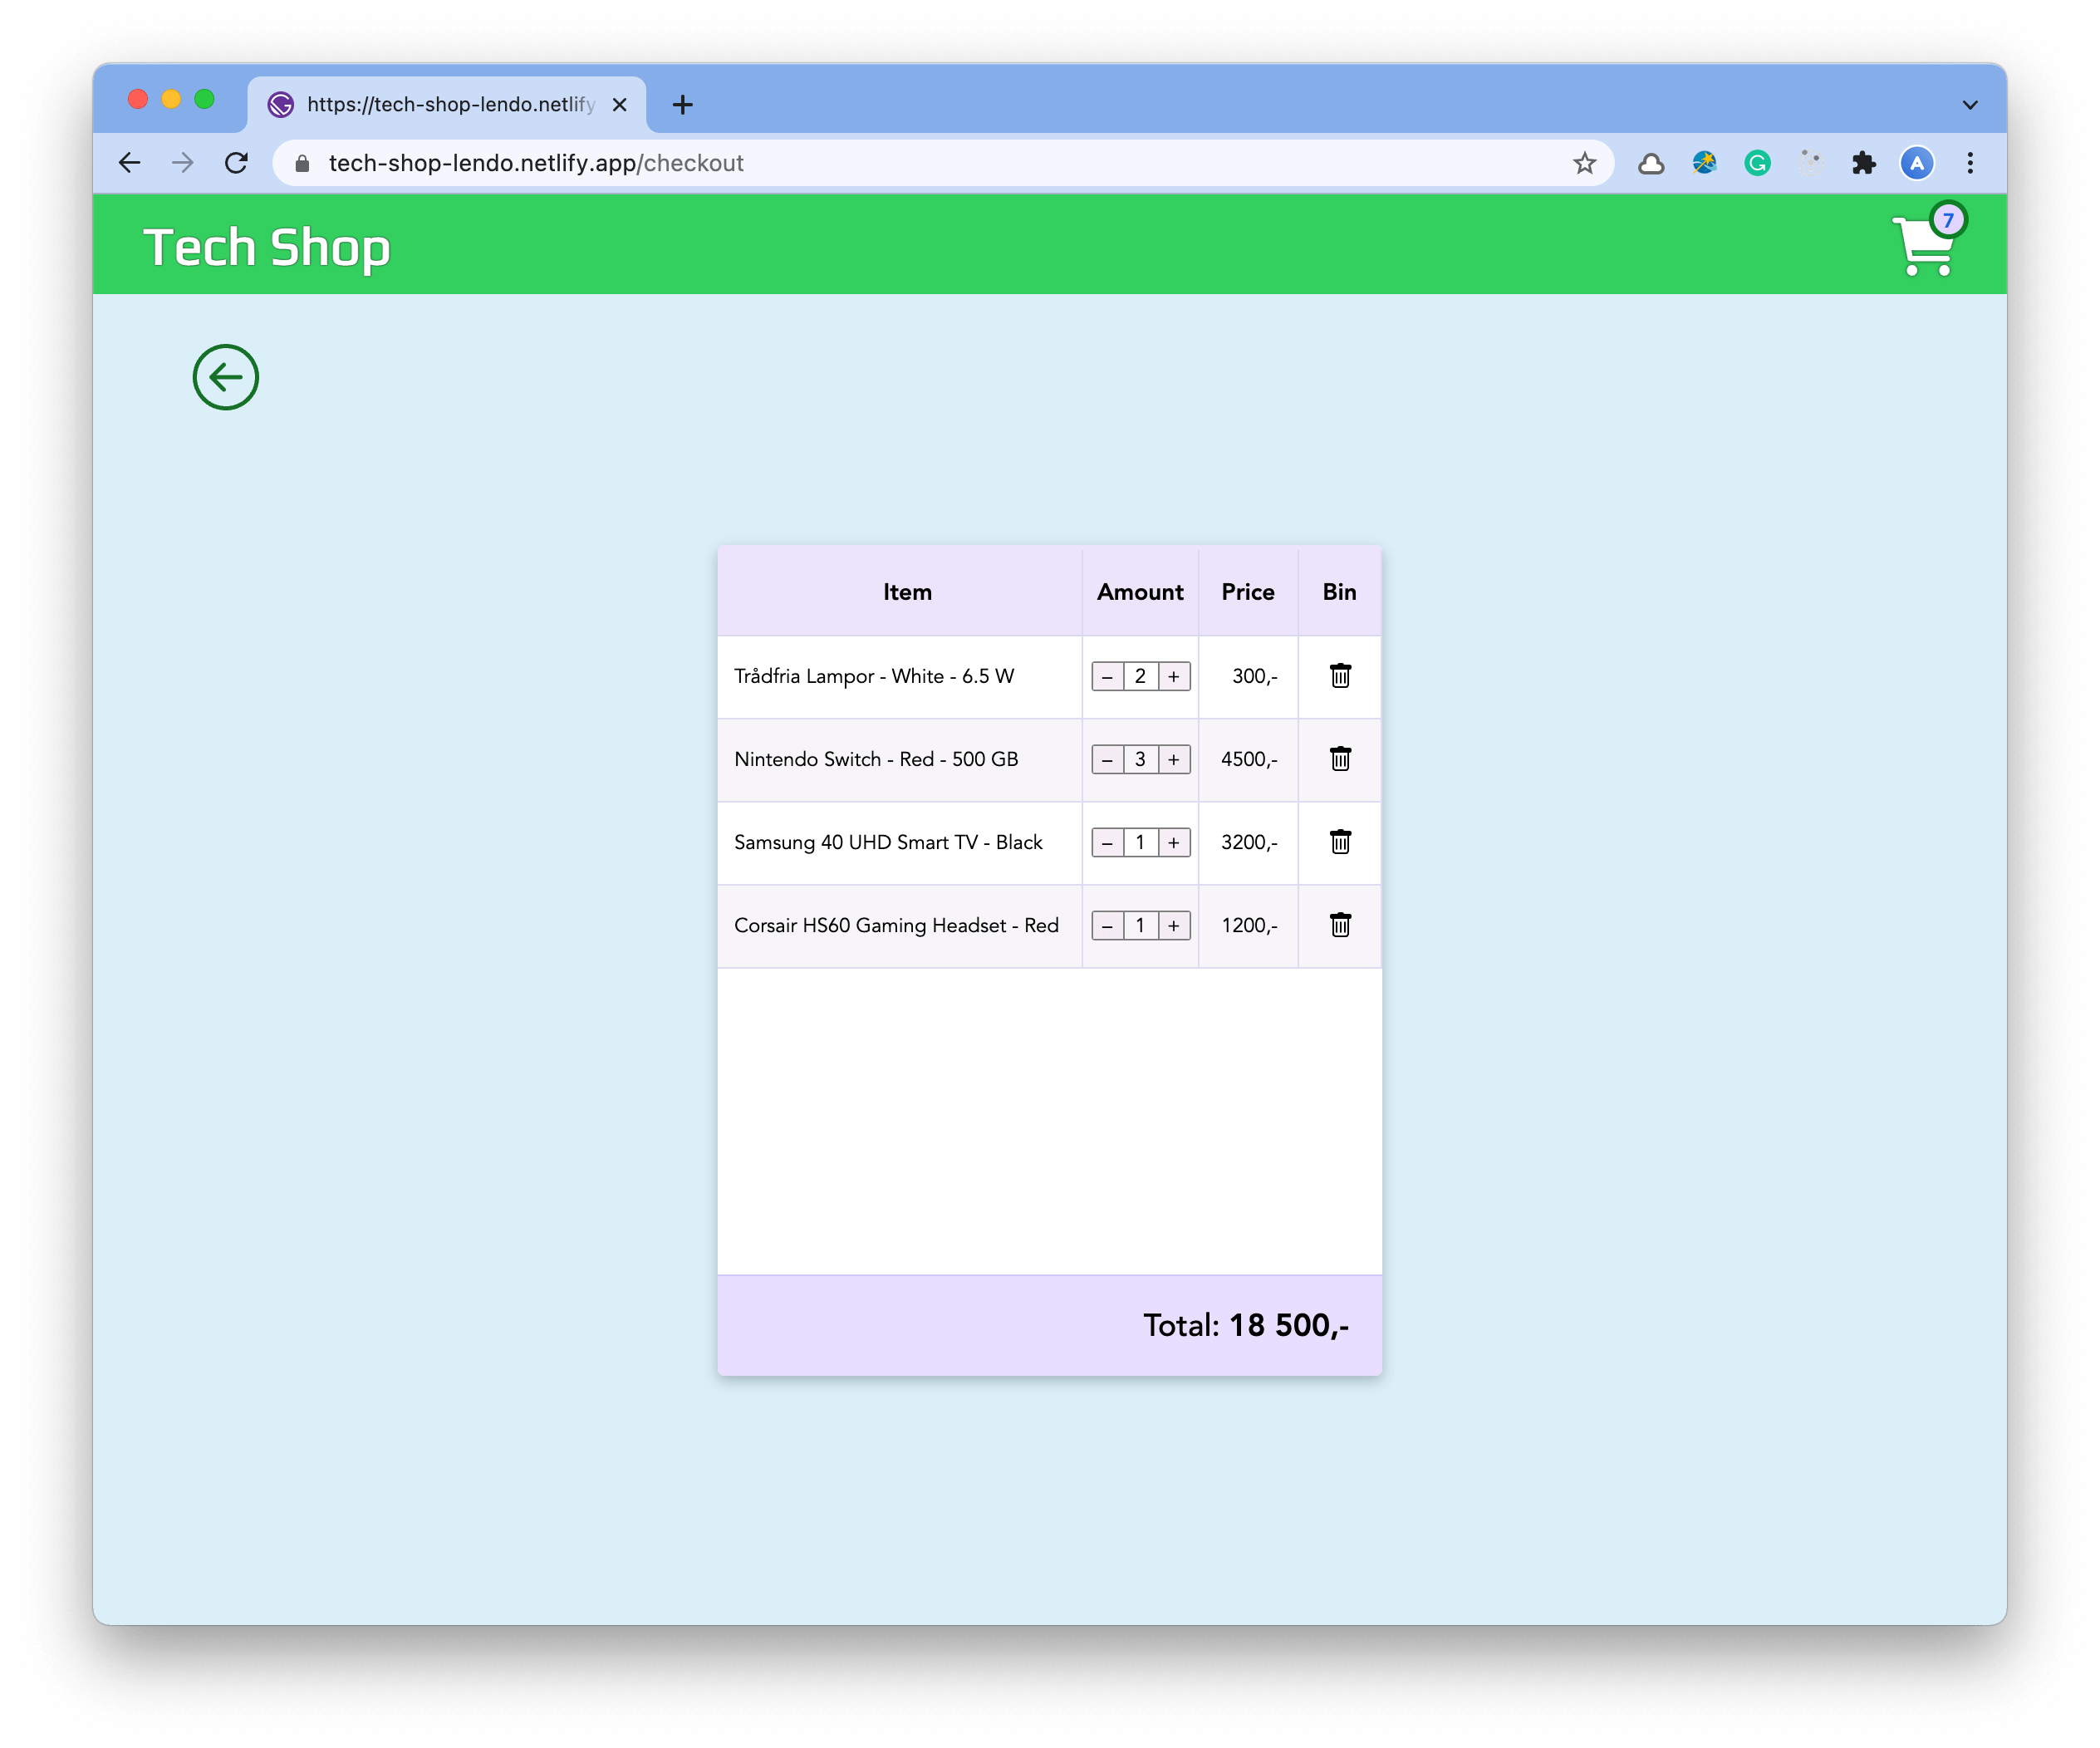 https://tech-shop-lendo.netlify
tech-shop-lendo.netlify.app/checkout
A
Tech Shop
7
Item Amount Price Bin
Trådfria Lampor - White - 6.5 W – 2 + 300,-
Nintendo Switch - Red - 500 GB – 3 + 4500,-
Samsung 40 UHD Smart TV - Black – 1 + 3200,-
Corsair HS60 Gaming Headset - Red – 1 + 1200,-
Total: 18 500,-